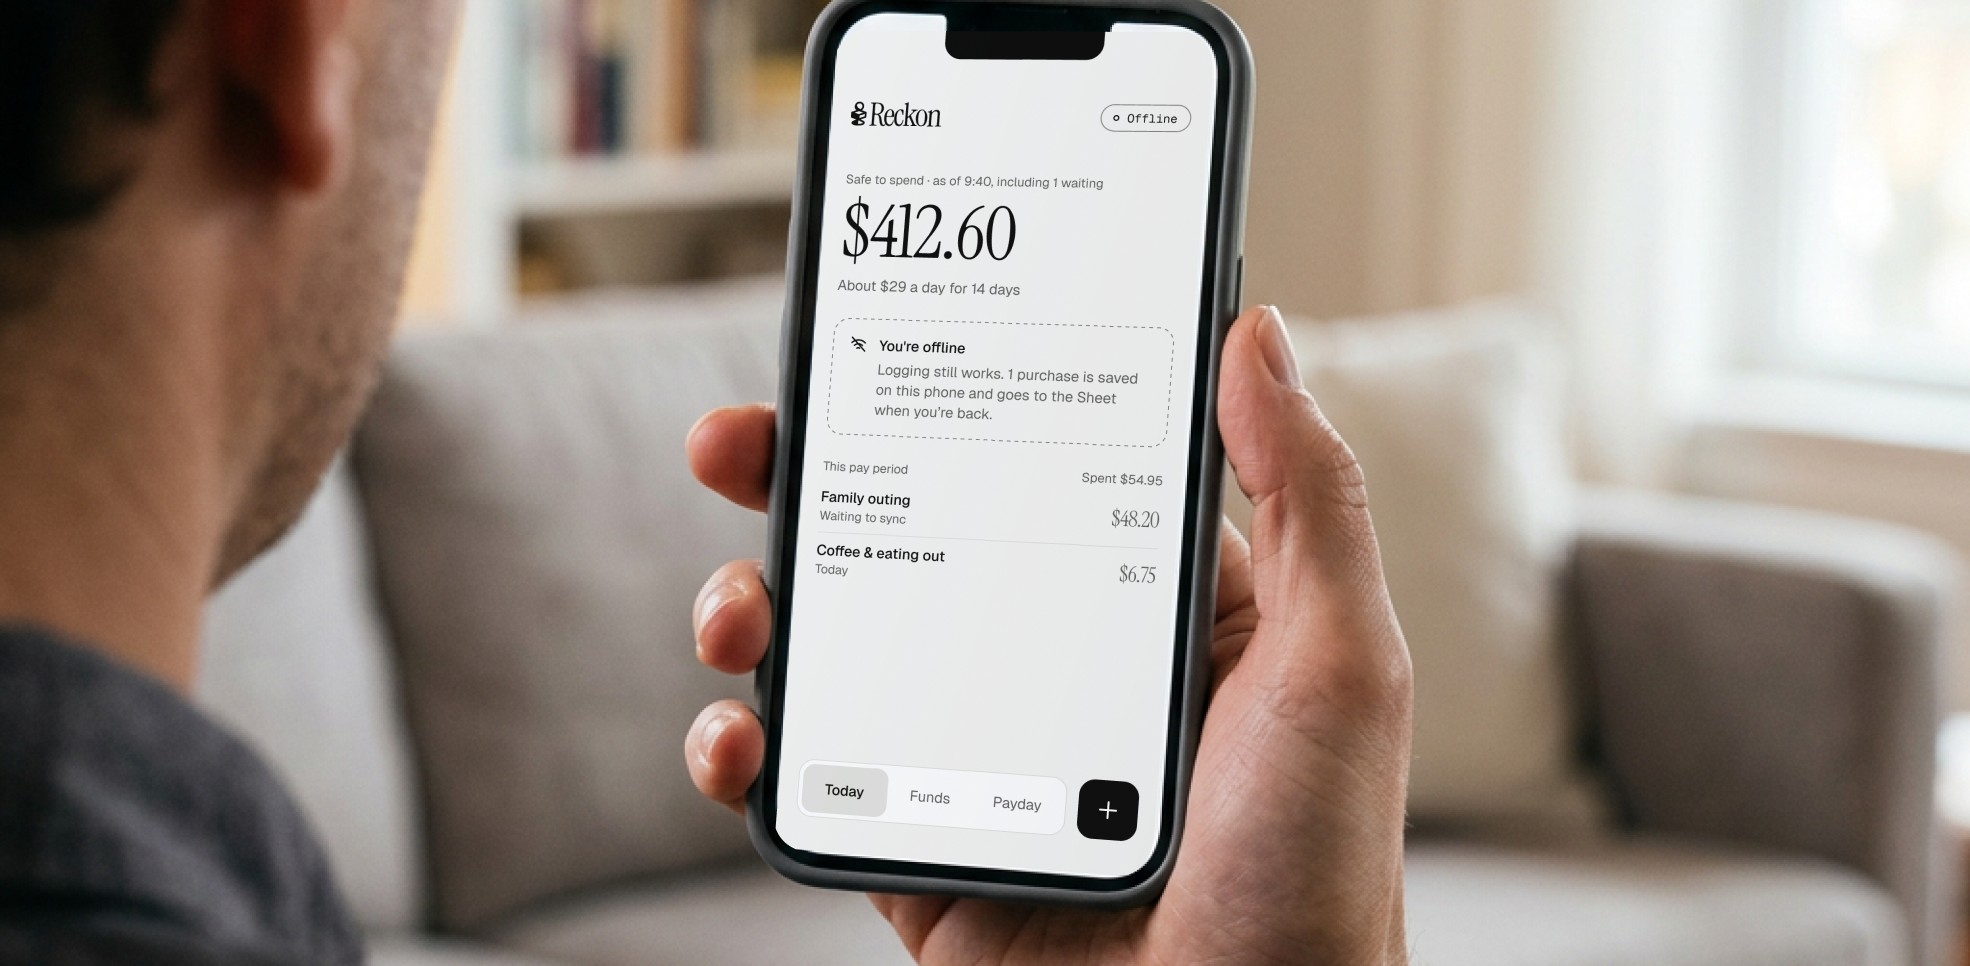 Reckon
Offline
Safe to spend · as of 9:40, including 1 waiting
$412.60
About $29 a day for 14 days
You're offline
Logging still works. 1 purchase is saved
on this phone and goes to the Sheet
when you're back.
This pay period
Spent $54.95
Family outing
Waiting to sync
$48.20
Coffee & eating out
Today
$6.75
Today
Funds
Payday